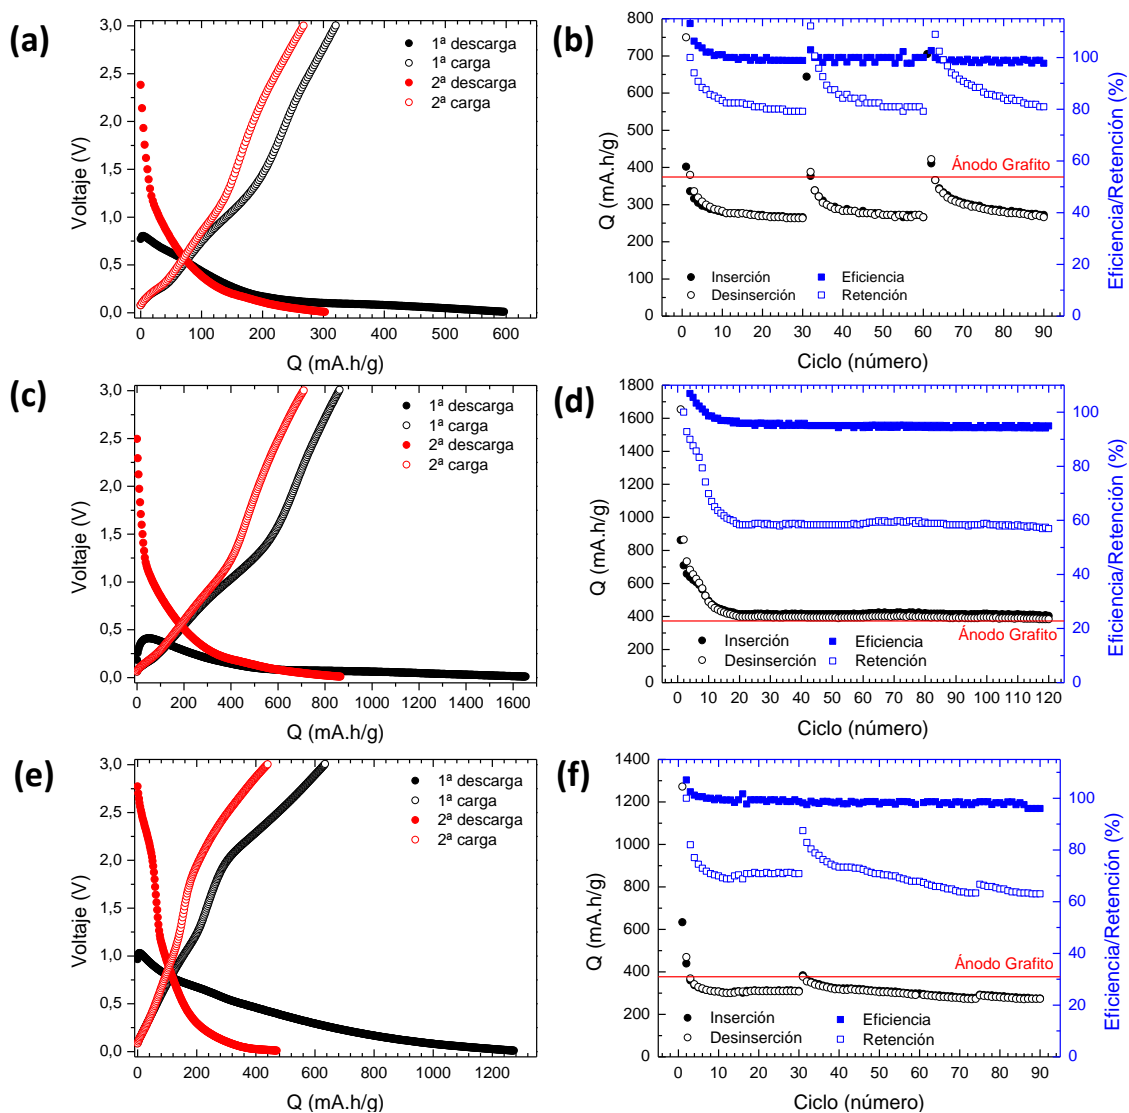 (a)
3,0
2,5
2,0
1,5
1,0
0,5
0,0
Voltaje (V)
1ª descarga
1ª carga
2ª descarga
2ª carga
0 100 200 300 400 500 600
Q (mA.h/g)
(b)
800
750
700
650
600
450
400
350
300
250
200
0
Q (mA.h/g)
Ánodo Grafito
Inserción
Desinserción
Eficiencia
Retención
100
80
60
40
20
0
Eficiencia/Retención (%)
0 10 20 30 40 50 60 70 80 90
Ciclo (número)
(c)
3,0
2,5
2,0
1,5
1,0
0,5
0,0
Voltaje (V)
1ª descarga
1ª carga
2ª descarga
2ª carga
0 200 400 600 800 1000 1200 1400 1600
Q (mA.h/g)
(d)
1800
1600
1400
1200
1000
800
600
400
200
0
Q (mA.h/g)
Ánodo Grafito
Inserción
Desinserción
Eficiencia
Retención
100
80
60
40
20
0
Eficiencia/Retención (%)
0 10 20 30 40 50 60 70 80 90 100 110 120
Ciclo (número)
(e)
3,0
2,5
2,0
1,5
1,0
0,5
0,0
Voltaje (V)
1ª descarga
1ª carga
2ª descarga
2ª carga
0 200 400 600 800 1000 1200
Q (mA.h/g)
(f)
1400
1200
1000
800
600
400
200
0
Q (mA.h/g)
Ánodo Grafito
Inserción
Desinserción
Eficiencia
Retención
100
80
60
40
20
0
Eficiencia/Retención (%)
0 10 20 30 40 50 60 70 80 90
Ciclo (número)